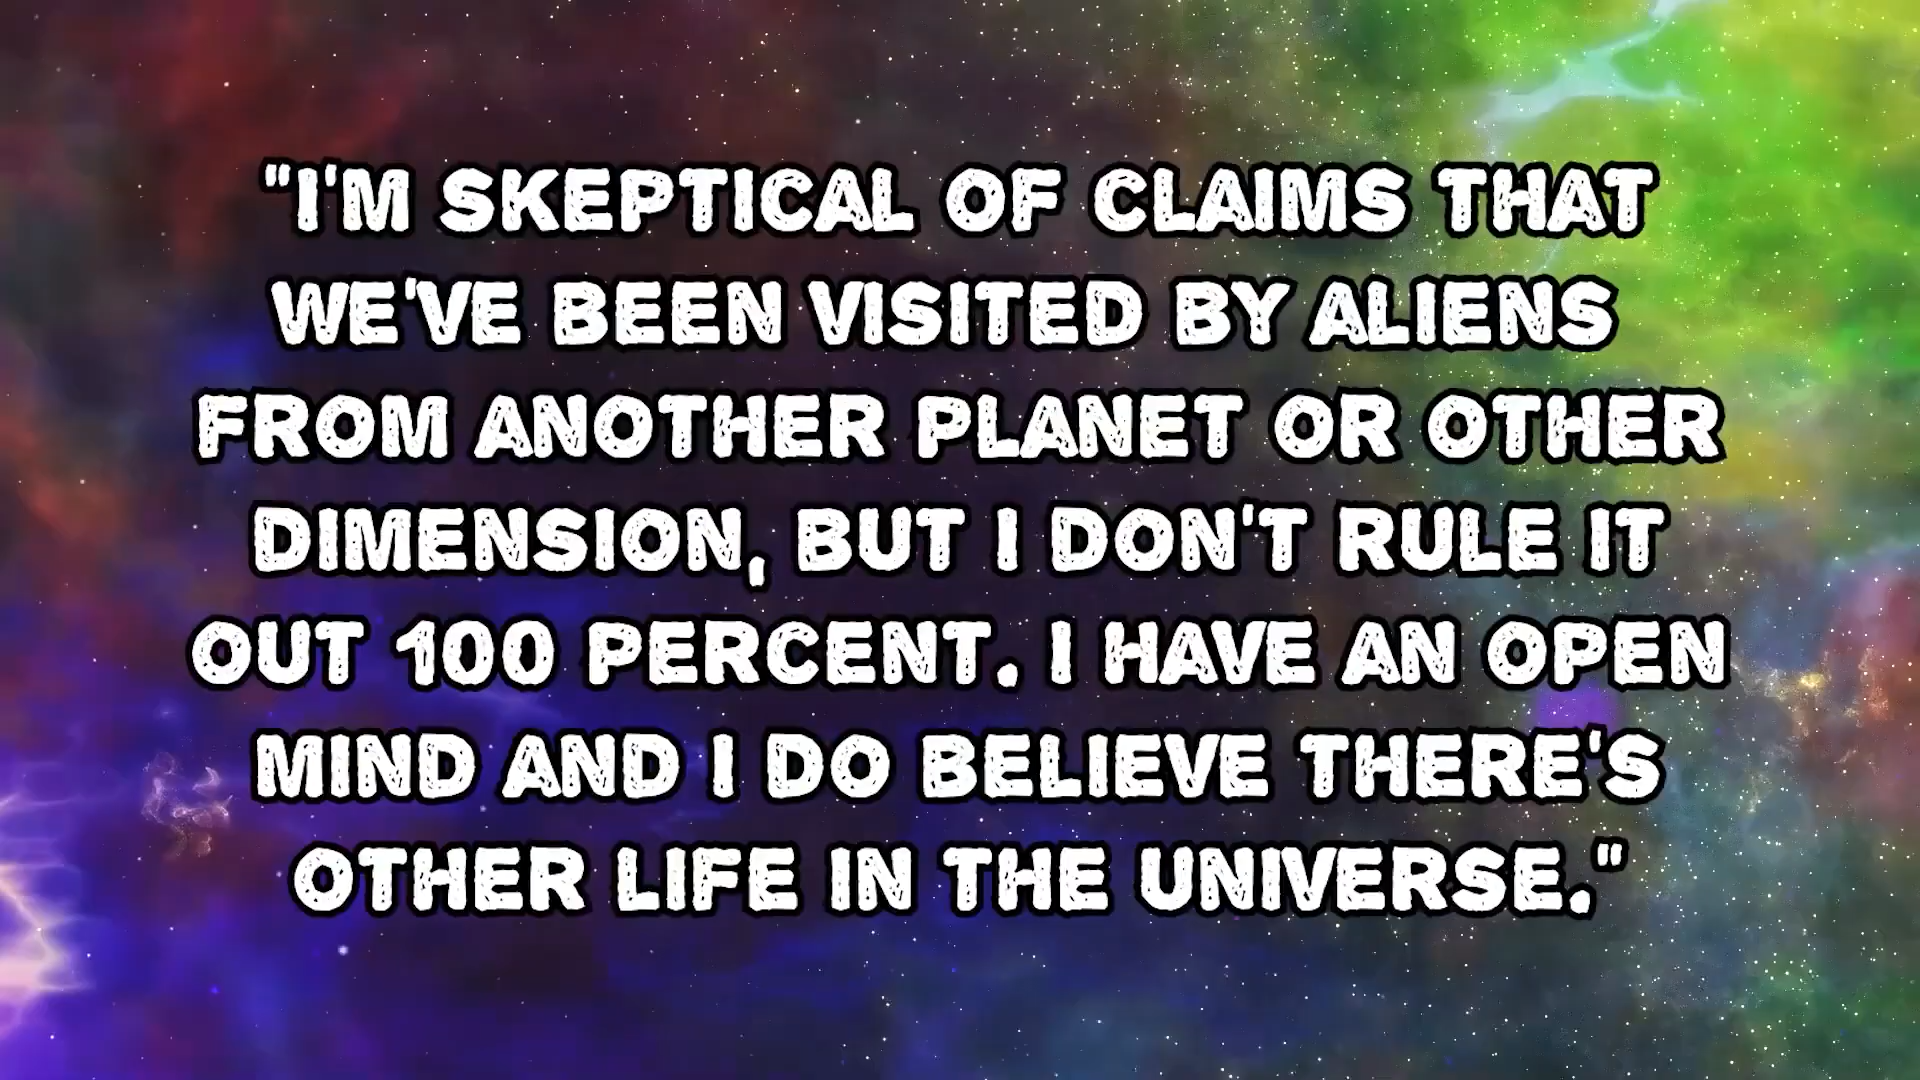 "I'M SKEPTICAL OF CLAIMS THAT
WE'VE BEEN VISITED BY ALIENS
FROM ANOTHER PLANET OR OTHER
DIMENSION, BUT I DON'T RULE IT
OUT 100 PERCENT. I HAVE AN OPEN
MIND AND I DO BELIEVE THERE'S
OTHER LIFE IN THE UNIVERSE."